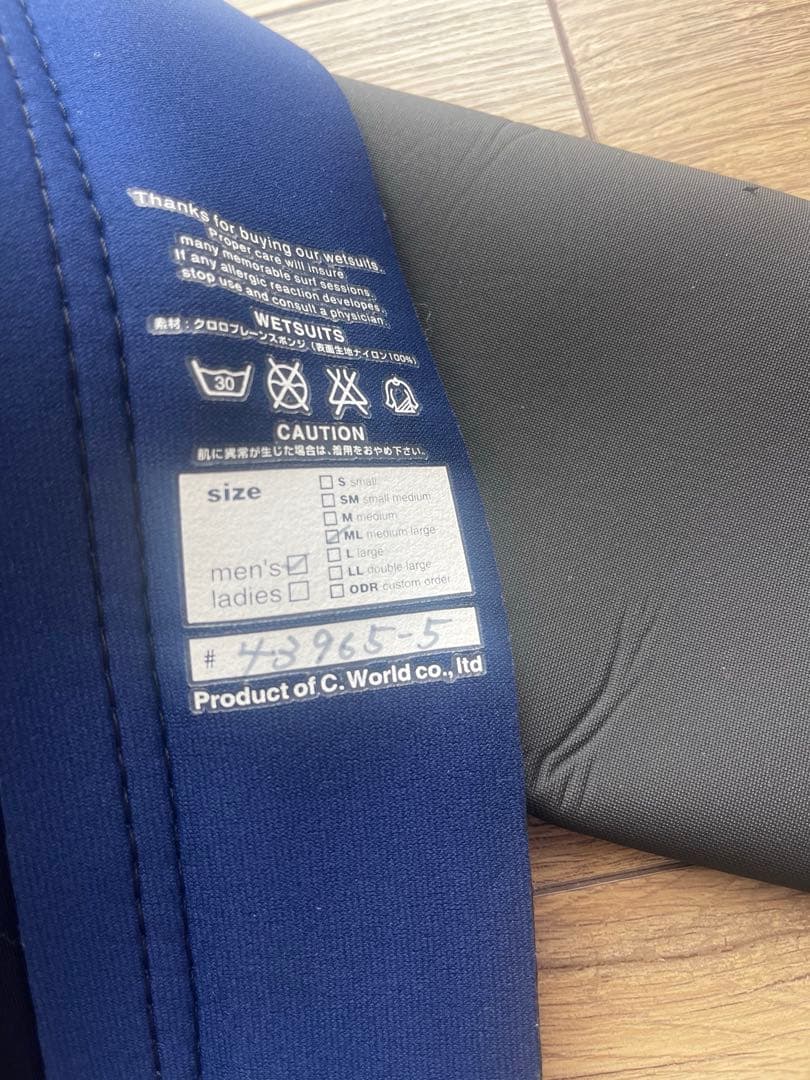 Thanks for buying our wetsuits.
Proper care will insure
many memorable surf sessions.
If any allergic reaction developes,
stop use and consult a physician.
WETSUITS
素材：クロロプレーンスポンジ（表面生地ナイロン100%）
30
CAUTION
肌に異常が生じた場合は、着用をおやめ下さい。
size
S small
SM small medium
M medium
ML medium large
L large
LL double large
ODR custom order
men's
ladies
# 43965-5
Product of C. World co., ltd